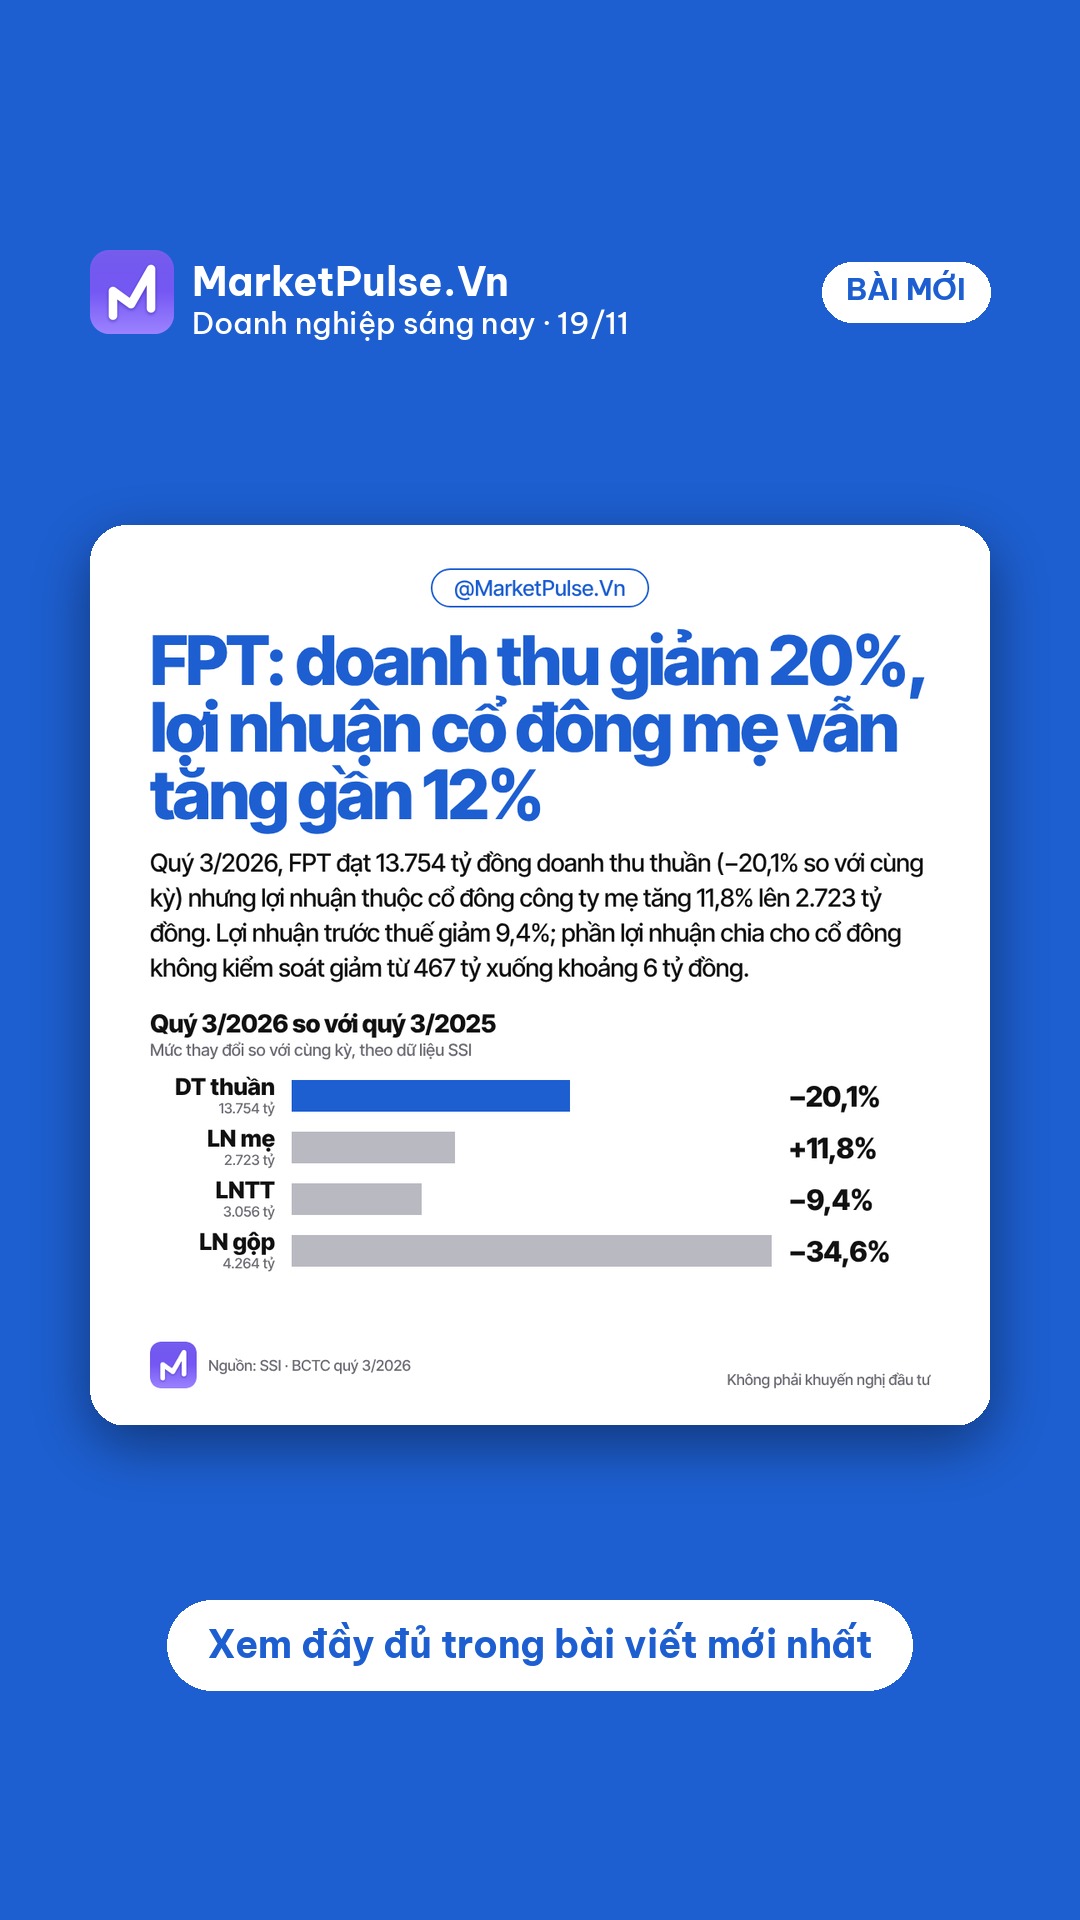 MarketPulse.Vn
Doanh nghiệp sáng nay · 19/11
BÀI MỚI
@MarketPulse.Vn
FPT: doanh thu giảm 20%,
lợi nhuận cổ đông mẹ vẫn
tăng gần 12%
Quý 3/2026, FPT đạt 13.754 tỷ đồng doanh thu thuần (−20,1% so với cùng
kỳ) nhưng lợi nhuận thuộc cổ đông công ty mẹ tăng 11,8% lên 2.723 tỷ
đồng. Lợi nhuận trước thuế giảm 9,4%; phần lợi nhuận chia cho cổ đông
không kiểm soát giảm từ 467 tỷ xuống khoảng 6 tỷ đồng.
Quý 3/2026 so với quý 3/2025
Mức thay đổi so với cùng kỳ, theo dữ liệu SSI
DT thuần −20,1%
13.754 tỷ
LN mẹ +11,8%
2.723 tỷ
LNTT −9,4%
3.056 tỷ
LN gộp −34,6%
4.264 tỷ
Nguồn: SSI · BCTC quý 3/2026
Không phải khuyến nghị đầu tư
Xem đầy đủ trong bài viết mới nhất